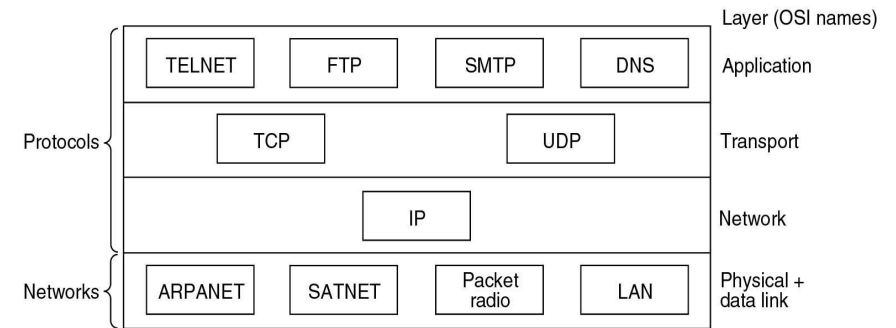 Layer (OSI names)
TELNET FTP SMTP DNS Application
Protocols TCP UDP Transport
IP Network
Networks ARPANET SATNET Packet radio LAN Physical + data link